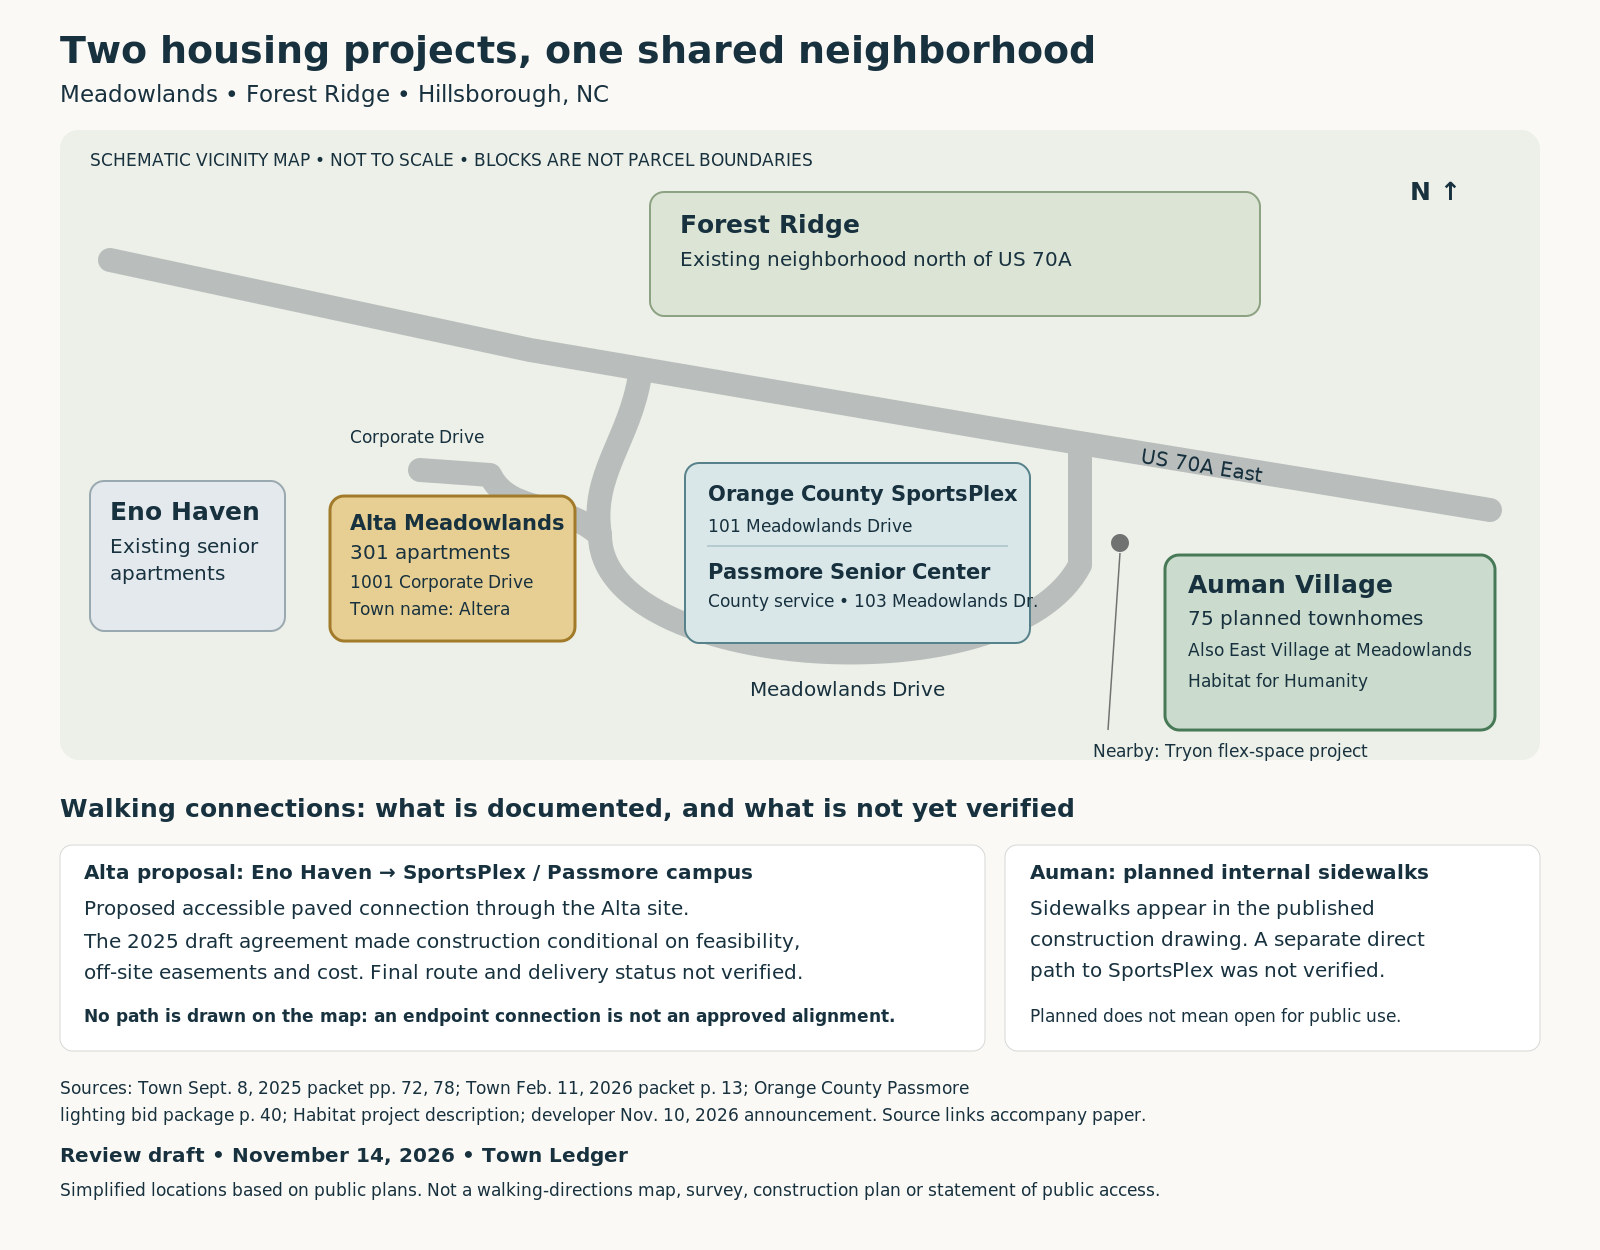 Two housing projects, one shared neighborhood
Meadowlands • Forest Ridge • Hillsborough, NC
SCHEMATIC VICINITY MAP • NOT TO SCALE • BLOCKS ARE NOT PARCEL BOUNDARIES
N ↑
Forest Ridge
Existing neighborhood north of US 70A
US 70A East
Corporate Drive
Eno Haven
Existing senior
apartments
Alta Meadowlands
301 apartments
1001 Corporate Drive
Town name: Altera
Orange County SportsPlex
101 Meadowlands Drive
Passmore Senior Center
County service • 103 Meadowlands Dr.
Meadowlands Drive
Auman Village
75 planned townhomes
Also East Village at Meadowlands
Habitat for Humanity
Nearby: Tryon flex-space project
Walking connections: what is documented, and what is not yet verified
Alta proposal: Eno Haven → SportsPlex / Passmore campus
Proposed accessible paved connection through the Alta site.
The 2025 draft agreement made construction conditional on feasibility,
off-site easements and cost. Final route and delivery status not verified.
No path is drawn on the map: an endpoint connection is not an approved alignment.
Auman: planned internal sidewalks
Sidewalks appear in the published
construction drawing. A separate direct
path to SportsPlex was not verified.
Planned does not mean open for public use.
Sources: Town Sept. 8, 2025 packet pp. 72, 78; Town Feb. 11, 2026 packet p. 13; Orange County Passmore
lighting bid package p. 40; Habitat project description; developer Nov. 10, 2026 announcement. Source links accompany paper.
Review draft • November 14, 2026 • Town Ledger
Simplified locations based on public plans. Not a walking-directions map, survey, construction plan or statement of public access.